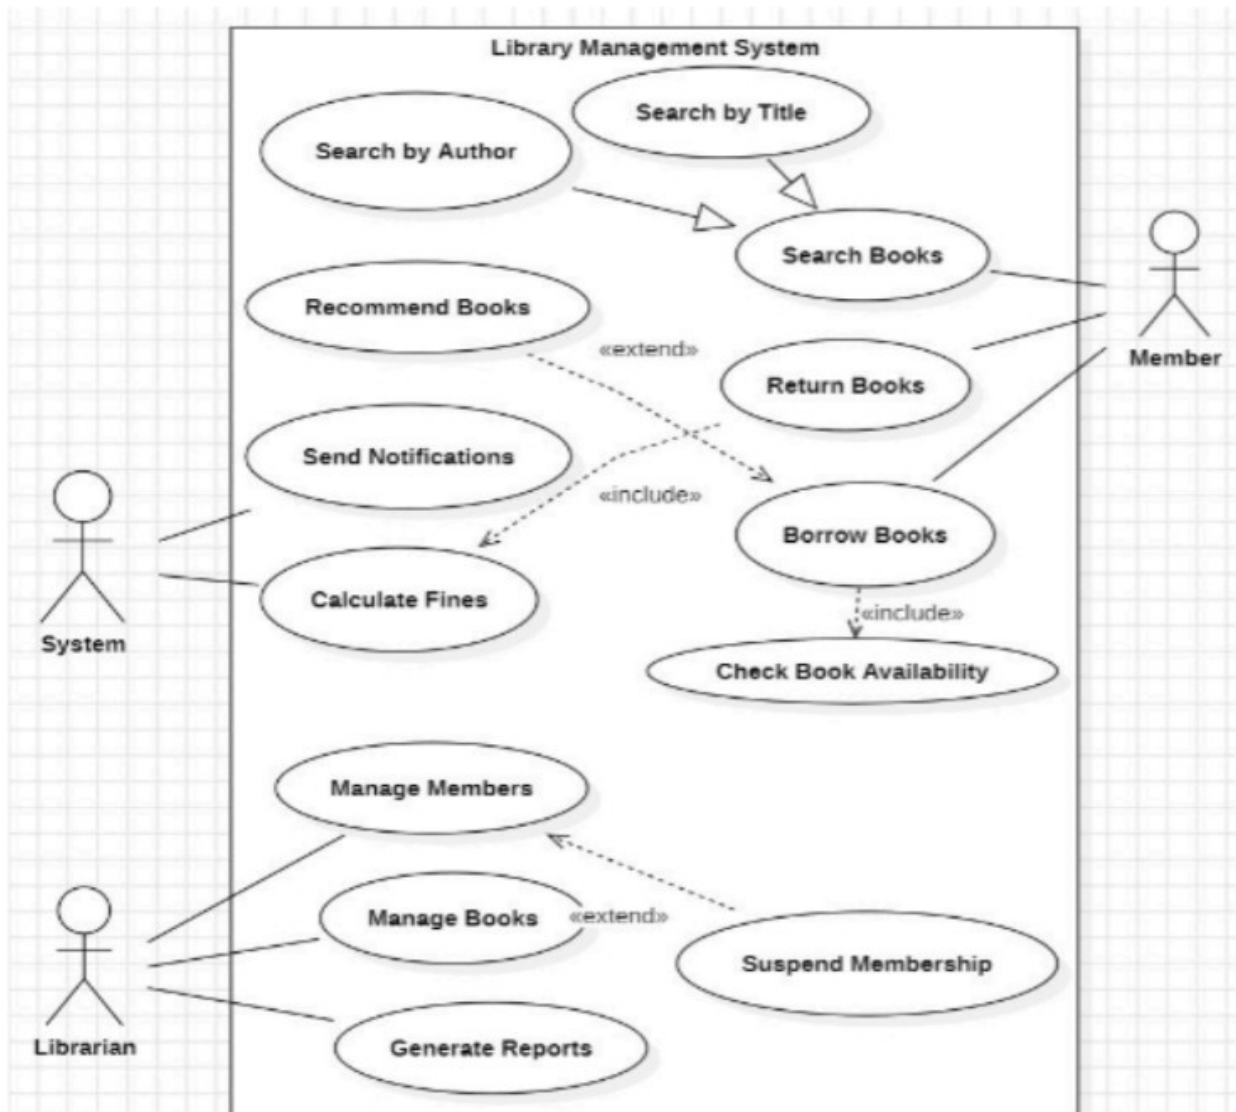 Library Management System
Search by Title
Search by Author
Search Books
Recommend Books
«extend»
Return Books
Member
Send Notifications
«include»
Borrow Books
Calculate Fines
«include»
System
Check Book Availability
Manage Members
Manage Books
«extend»
Suspend Membership
Librarian
Generate Reports